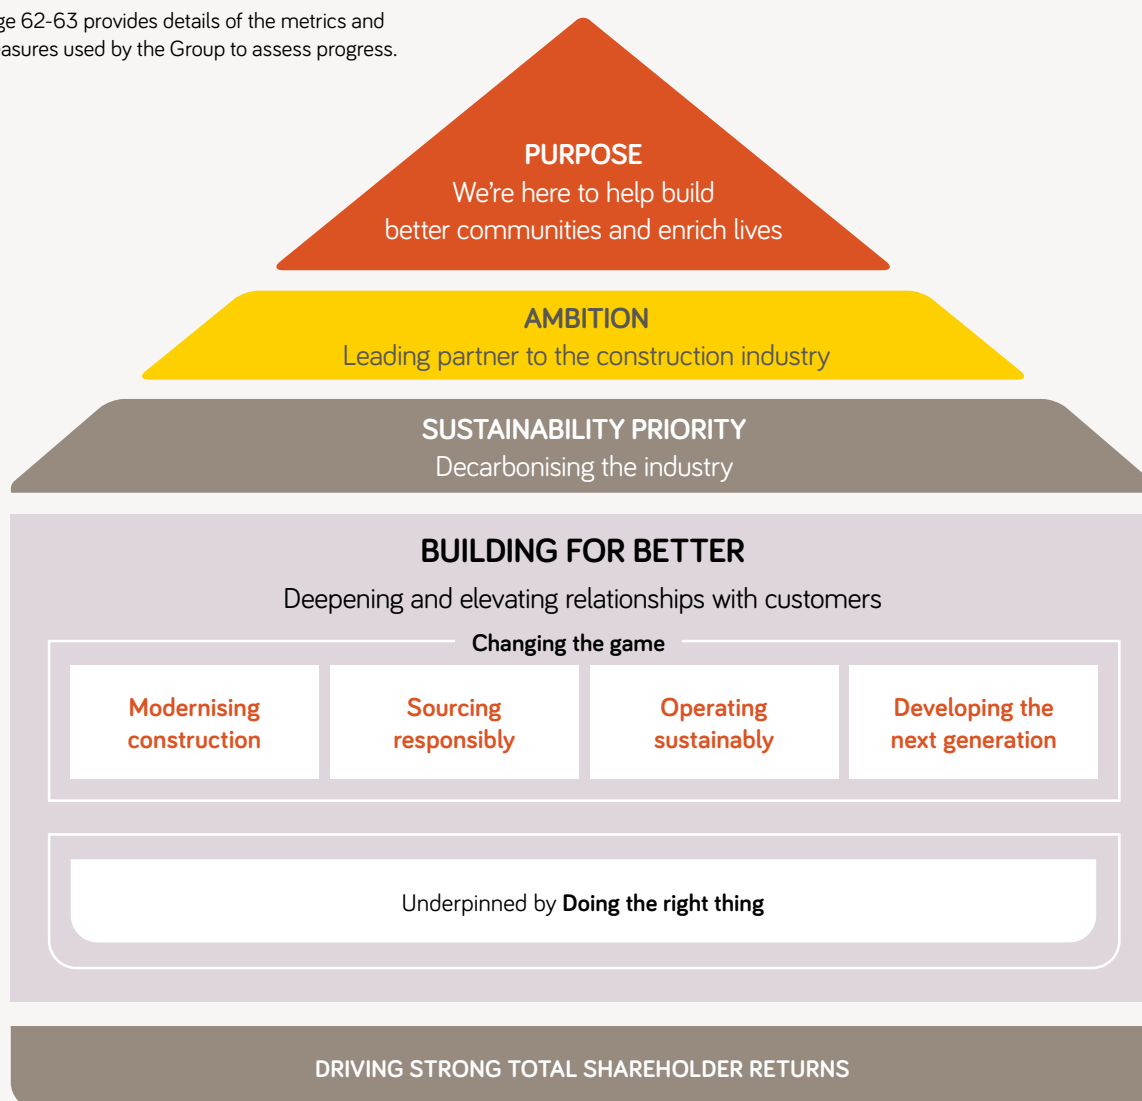 ge 62-63 provides details of the metrics and
easures used by the Group to assess progress.
PURPOSE
We're here to help build
better communities and enrich lives
AMBITION
Leading partner to the construction industry
SUSTAINABILITY PRIORITY
Decarbonising the industry
BUILDING FOR BETTER
Deepening and elevating relationships with customers
Changing the game
Modernising
construction
Sourcing
responsibly
Operating
sustainably
Developing the
next generation
Underpinned by Doing the right thing
DRIVING STRONG TOTAL SHAREHOLDER RETURNS